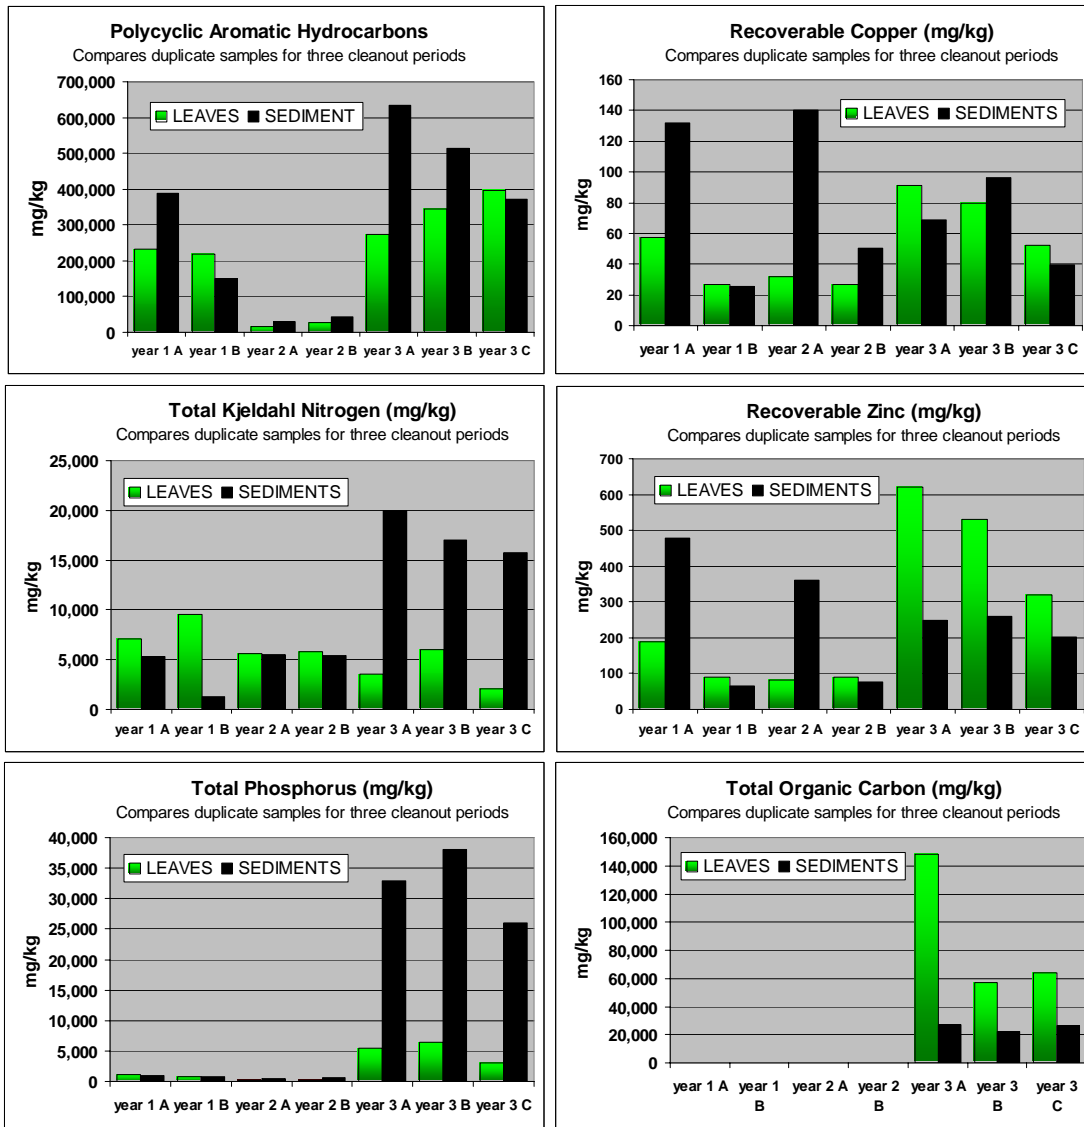 Polycyclic Aromatic Hydrocarbons
Compares duplicate samples for three cleanout periods
700,000
600,000
500,000
400,000
300,000
200,000
100,000
0
mg/kg
LEAVES SEDIMENT
year 1 A year 1 B year 2 A year 2 B year 3 A year 3 B year 3 C
Recoverable Copper (mg/kg)
Compares duplicate samples for three cleanout periods
160
140
120
100
80
60
40
20
0
mg/kg
LEAVES SEDIMENTS
year 1 A year 1 B year 2 A year 2 B year 3 A year 3 B year 3 C
Total Kjeldahl Nitrogen (mg/kg)
Compares duplicate samples for three cleanout periods
25,000
20,000
15,000
10,000
5,000
0
mg/kg
LEAVES SEDIMENTS
year 1 A year 1 B year 2 A year 2 B year 3 A year 3 B year 3 C
Recoverable Zinc (mg/kg)
Compares duplicate samples for three cleanout periods
700
600
500
400
300
200
100
0
mg/kg
LEAVES SEDIMENTS
year 1 A year 1 B year 2 A year 2 B year 3 A year 3 B year 3 C
Total Phosphorus (mg/kg)
Compares duplicate samples for three cleanout periods
40,000
35,000
30,000
25,000
20,000
15,000
10,000
5,000
0
mg/kg
LEAVES SEDIMENTS
year 1 A year 1 B year 2 A year 2 B year 3 A year 3 B year 3 C
Total Organic Carbon (mg/kg)
Compares duplicate samples for three cleanout periods
160,000
140,000
120,000
100,000
80,000
60,000
40,000
20,000
0
mg/kg
LEAVES SEDIMENTS
year 1 A year 1 year 2 A year 2 year 3 A year 3 year 3
B B B C